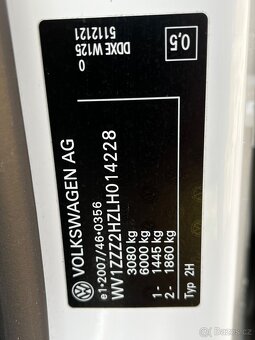 VOLKSWAGEN AG
e1*2007/46*0356
WV1ZZZ2HZLH014228
3080 kg
6000 kg
1- 1445 kg
2- 1860 kg
Typ 2H
0
DDXE W125
5112121
0,5